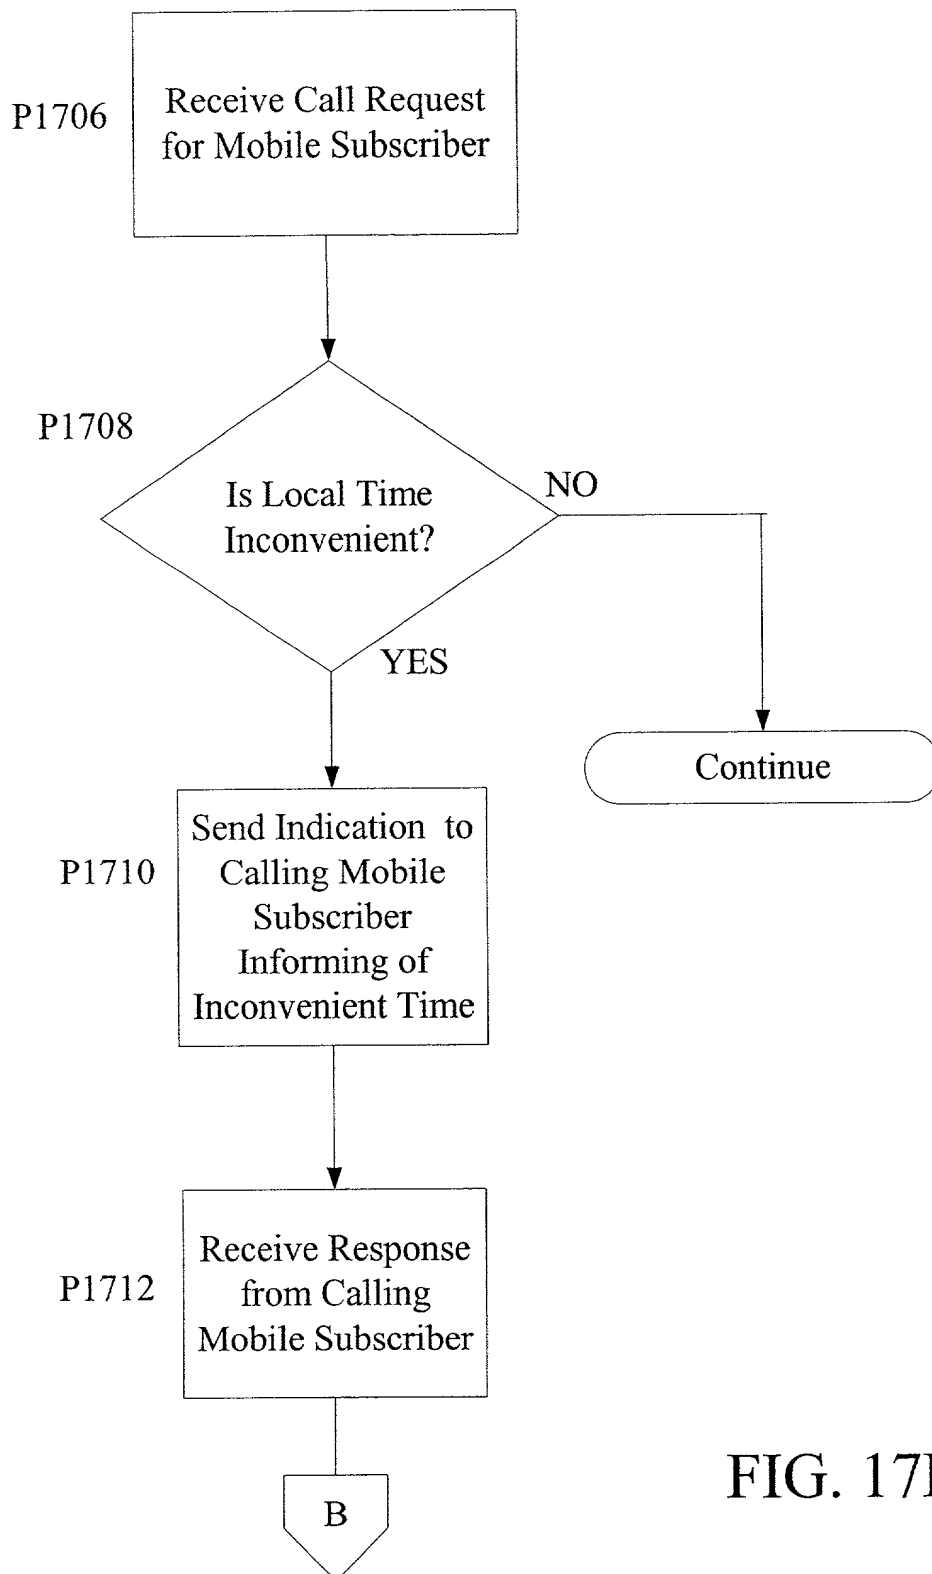 P1706
Receive Call Request
for Mobile Subscriber
P1708
Is Local Time
Inconvenient?
NO
YES
Continue
P1710
Send Indication to
Calling Mobile
Subscriber
Informing of
Inconvenient Time
P1712
Receive Response
from Calling
Mobile Subscriber
B
FIG.